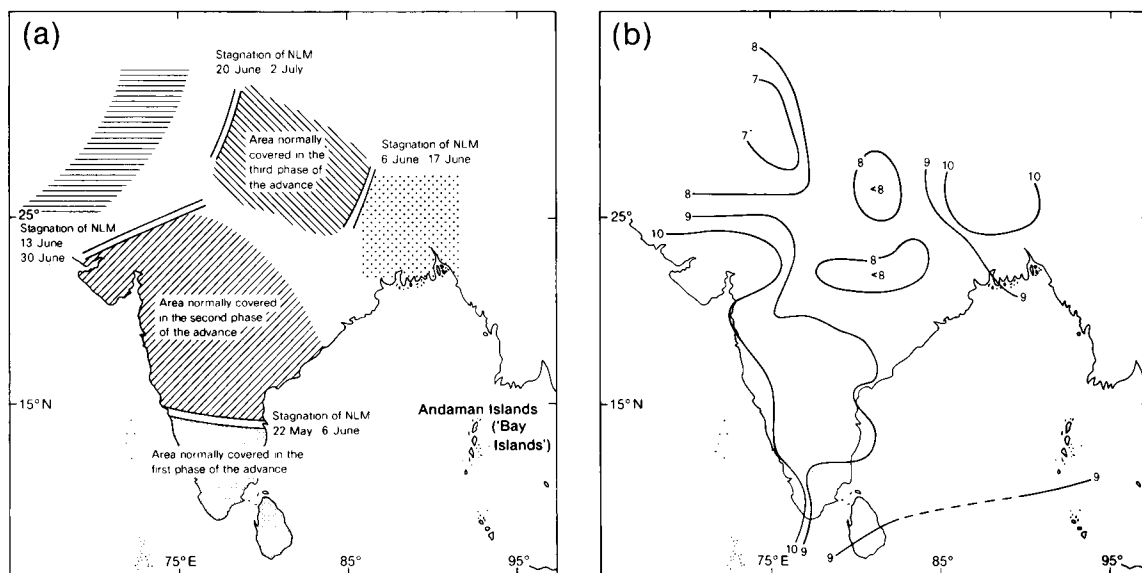 (a)
Stagnation of NLM
20 June 2 July
Area normally
covered in the
third phase of
the advance
Stagnation of NLM
6 June 17 June
25°
Stagnation of NLM
13 June
30 June
Area normally covered
in the second phase
of the advance
15°N
Andaman Islands
('Bay
Islands')
Stagnation of NLM
22 May 6 June
Area normally covered in the
first phase of the advance
75°E
85°
95°
(b)
8
7
7
8
8
<8
9
10
10
25°
9
10
8
<8
9
15°N
9
10
9
9
75°E
85°
95°